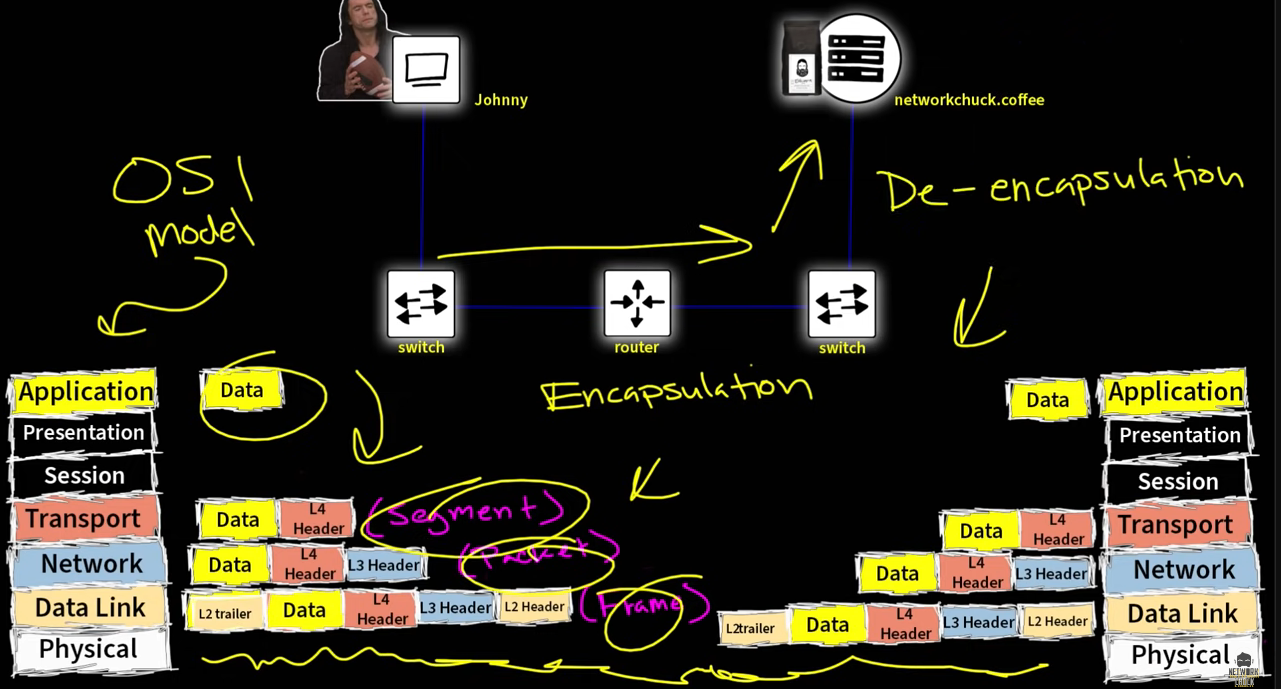 Johnny
networkchuck.coffee
OSI
model
De-encapsulation
switch
router
switch
Encapsulation
Application
Presentation
Session
Transport
Network
Data Link
Physical
Data
Data
L4
Header
(Segment)
Data
L4
Header
L3 Header
(Packet)
L2 trailer
Data
L4
Header
L3 Header
L2 Header
(Frame)
Data
Data
L4
Header
Data
L4
Header
L3 Header
L2trailer
Data
L4
Header
L3 Header
L2 Header
Application
Presentation
Session
Transport
Network
Data Link
Physical
NETWORK
CHUCK